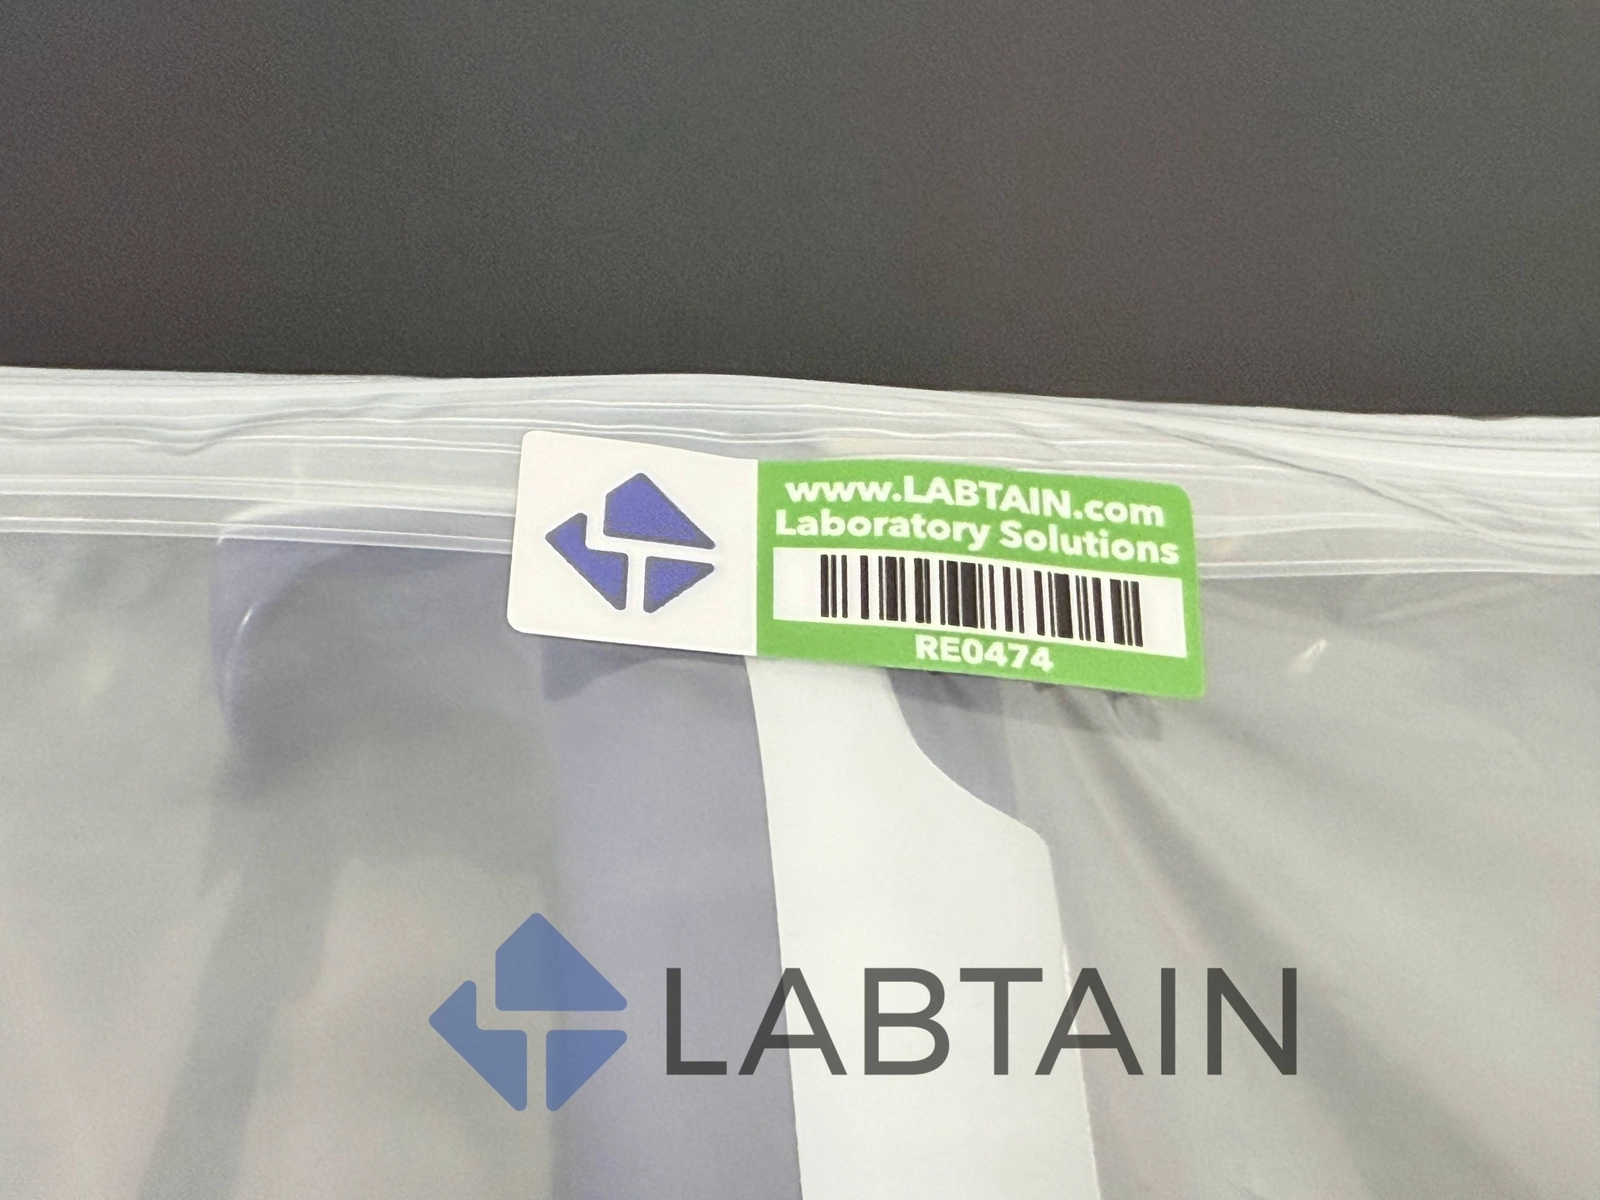 www.LABTAIN.com
Laboratory Solutions
RE0474
LABTAIN